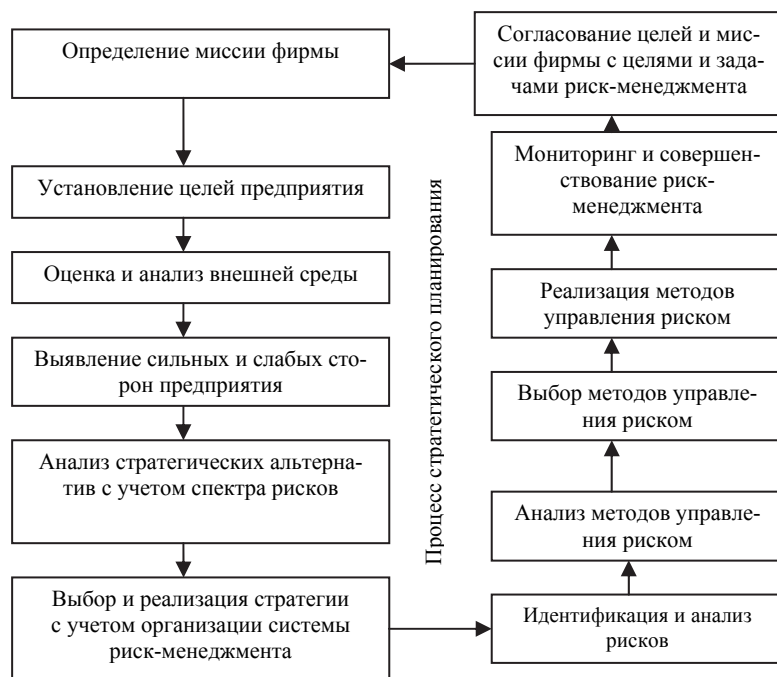 Определение миссии фирмы
Установление целей предприятия
Оценка и анализ внешней среды
Выявление сильных и слабых сто-
рон предприятия
Анализ стратегических альтерна-
тив с учетом спектра рисков
Выбор и реализация стратегии
с учетом организации системы
риск-менеджмента
Процесс стратегического планирования
Согласование целей и мис-
сии фирмы с целями и зада-
чами риск-менеджмента
Мониторинг и совершен-
ствование риск-
менеджмента
Реализация методов
управления риском
Выбор методов управле-
ния риском
Анализ методов управле-
ния риском
Идентификация и анализ
рисков